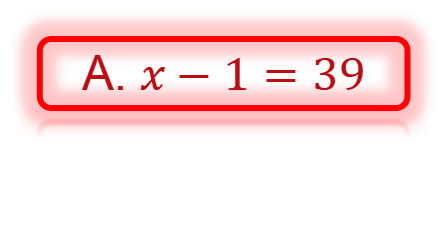 A. x − 1 = 39